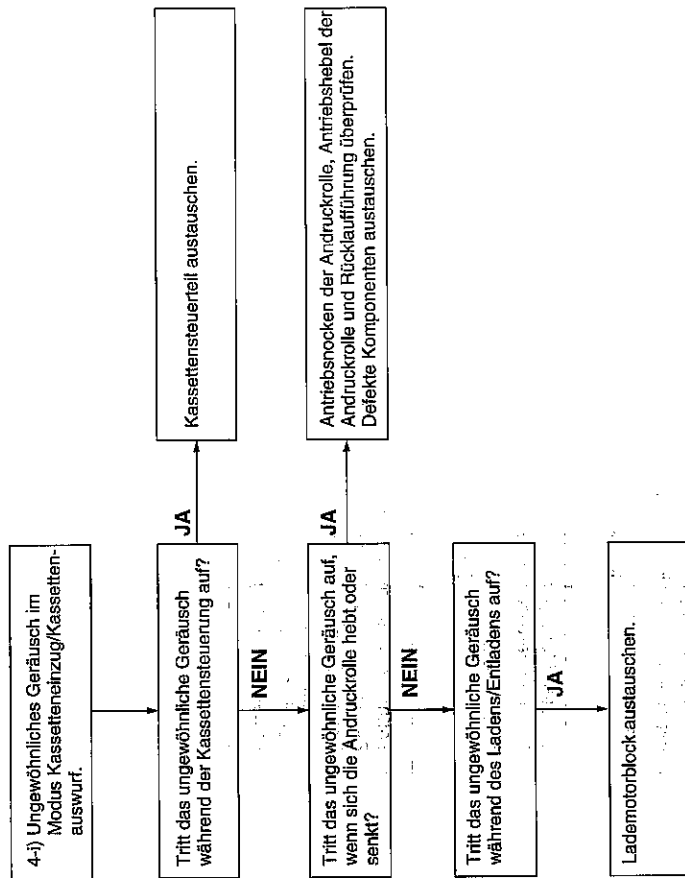 4-i) Ungewöhnliches Geräusch im
Modus Kassetteneinzug/Kassetten-
auswurf.
Tritt das ungewöhnliche Geräusch
während der Kassettensteuerung auf?
JA
Kassettensteuerteil austauschen.
NEIN
Tritt das ungewöhnliche Geräusch auf,
wenn sich die Andruckrolle hebt oder
senkt?
JA
Antriebsnocken der Andruckrolle, Antriebshebel der
Andruckrolle und Rücklaufführung überprüfen.
Defekte Komponenten austauschen.
NEIN
Tritt das ungewöhnliche Geräusch
während des Ladens/Entladens auf?
JA
Lademotorblock austauschen.